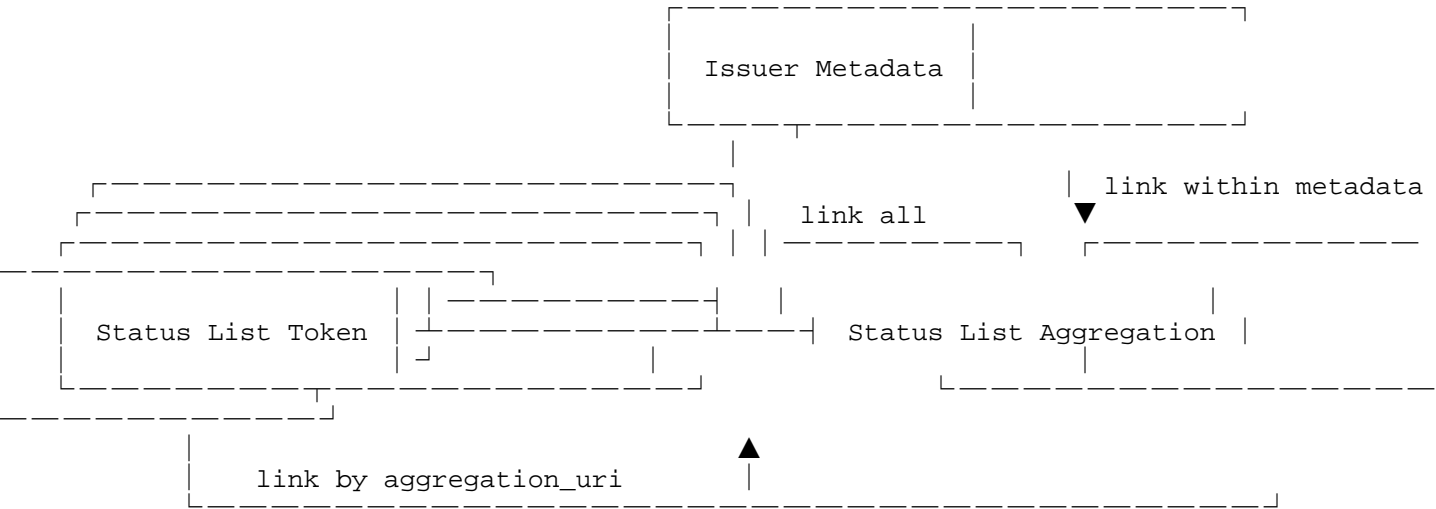 Issuer Metadata
link within metadata
link all
Status List Token
Status List Aggregation
link by aggregation_uri